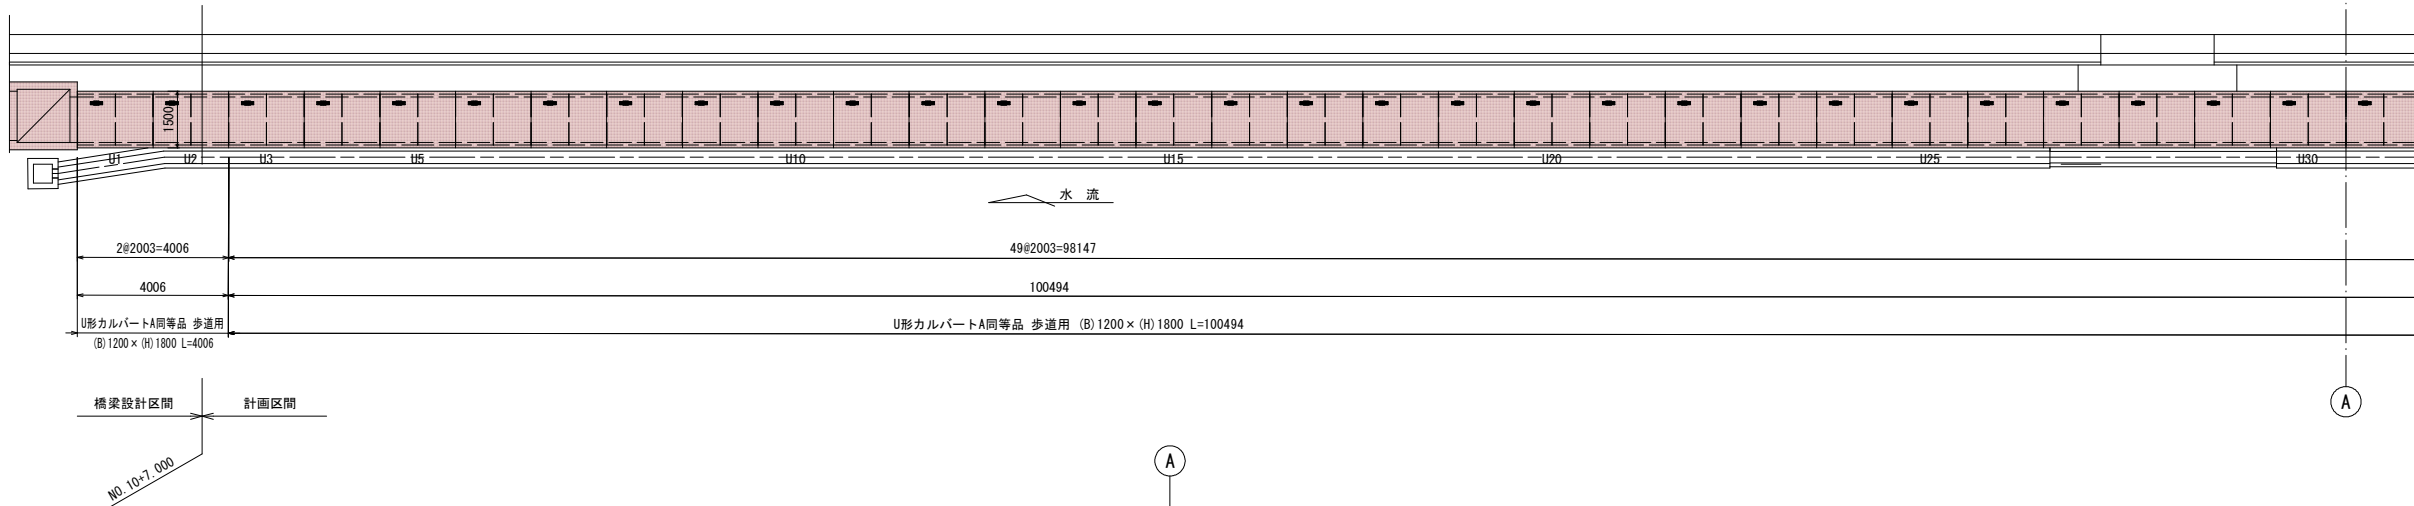 1500
U1
U2
U3
U5
U10
U15
U20
U25
U30
水 流
2@2003=4006
49@2003=98147
4006
100494
U形カルバートA同等品 歩道用
(B)1200×(H)1800 L=4006
U形カルバートA同等品 歩道用 (B)1200×(H)1800 L=100494
橋梁設計区間
計画区間
A
A
NO.10+7.000